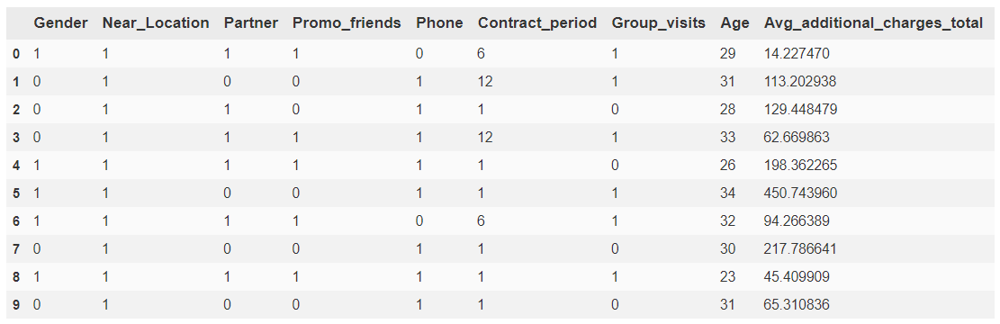 Gender Near_Location Partner Promo_friends Phone Contract_period Group_visits Age Avg_additional_charges_total
0 1 1 1 1 0 6 1 29 14.227470
1 0 1 0 0 1 12 1 31 113.202938
2 0 1 1 0 1 1 0 28 129.448479
3 0 1 1 1 1 12 1 33 62.669863
4 1 1 1 1 1 1 0 26 198.362265
5 1 1 0 0 1 1 1 34 450.743960
6 1 1 1 1 0 6 1 32 94.266389
7 0 1 0 0 1 1 0 30 217.786641
8 1 1 1 1 1 1 1 23 45.409909
9 0 1 0 0 1 1 0 31 65.310836